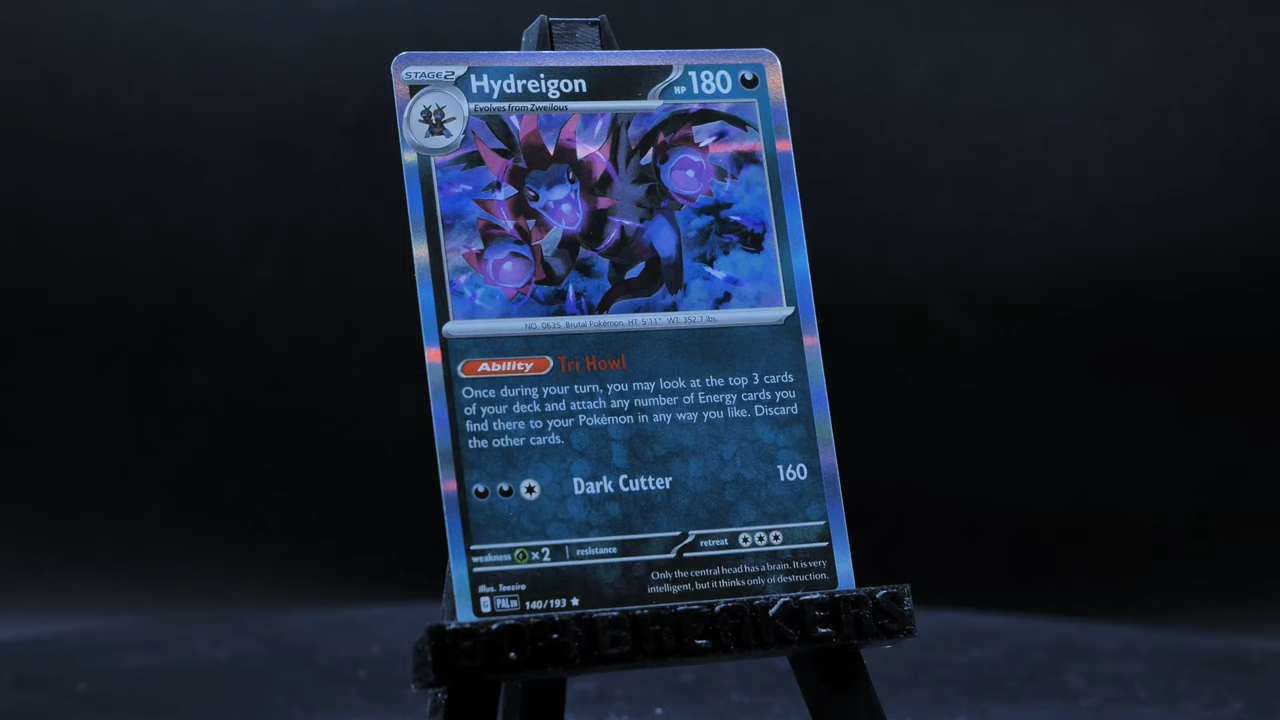 STAGE2
Hydreigon
HP 180
Evolves from Zweilous
NO. 0635 Brutal Pokémon HT: 5'11" WT: 352.7 lbs.
Ability Tri Howl
Once during your turn, you may look at the top 3 cards
of your deck and attach any number of Energy cards you
find there to your Pokémon in any way you like. Discard
the other cards.
Dark Cutter 160
weakness ×2 resistance retreat
Illus. Teeziro
Only the central head has a brain. It is very
intelligent, but it thinks only of destruction.
G PAL EN 140/193